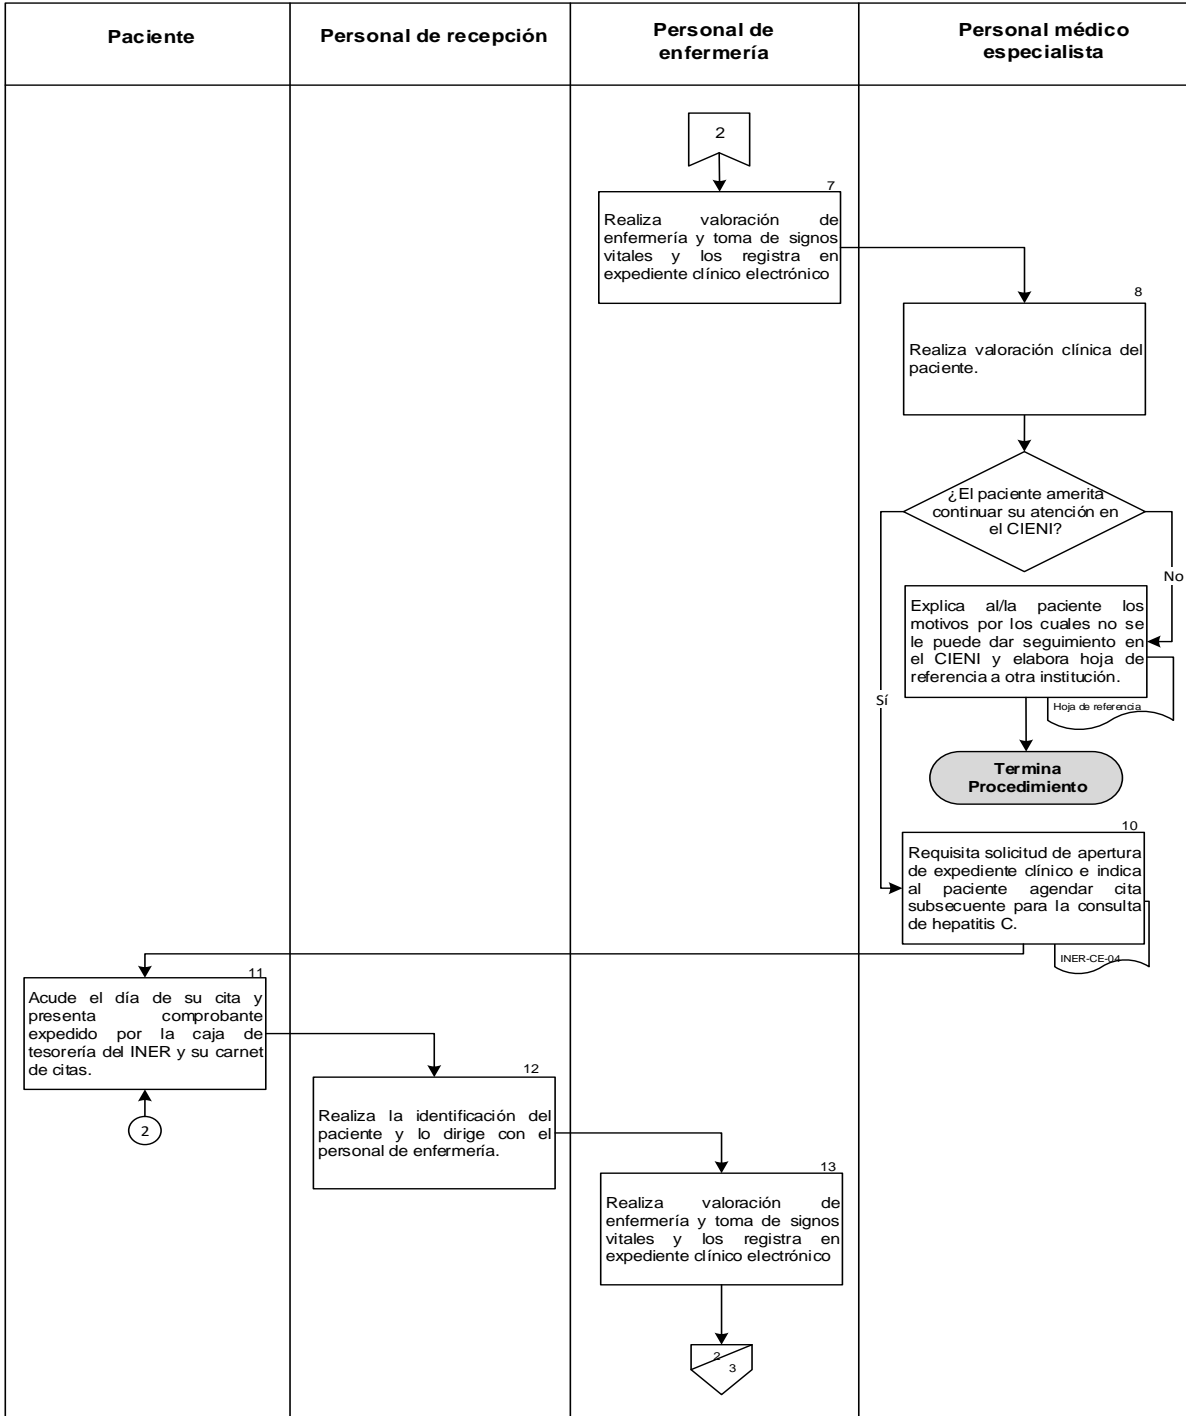 Paciente
Personal de recepción
Personal de
enfermería
Personal médico
especialista
2
7
Realiza valoración de
enfermería y toma de signos
vitales y los registra en
expediente clínico electrónico
8
Realiza valoración clínica del
paciente.
¿El paciente amerita
continuar su atención en
el CIENI?
No
Explica al/la paciente los
motivos por los cuales no se
le puede dar seguimiento en
el CIENI y elabora hoja de
referencia a otra institución.
Hoja de referencia
Sí
Termina
Procedimiento
10
Requisita solicitud de apertura
de expediente clínico e indica
al paciente agendar cita
subsecuente para la consulta
de hepatitis C.
INER-CE-04
11
Acude el día de su cita y
presenta comprobante
expedido por la caja de
tesorería del INER y su carnet
de citas.
2
12
Realiza la identificación del
paciente y lo dirige con el
personal de enfermería.
13
Realiza valoración de
enfermería y toma de signos
vitales y los registra en
expediente clínico electrónico
2
3